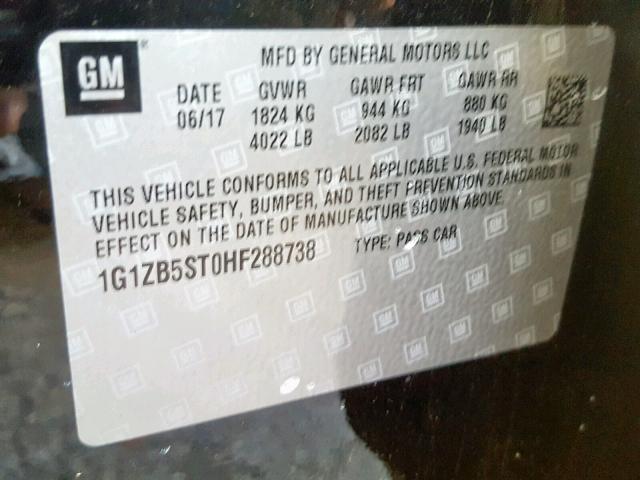 GM
MFD BY GENERAL MOTORS LLC
DATE GVWR GAWR FRT GAWR RR
06/17 1824 KG 944 KG 880 KG
4022 LB 2082 LB 1940 LB
THIS VEHICLE CONFORMS TO ALL APPLICABLE U.S. FEDERAL MOTOR
VEHICLE SAFETY, BUMPER, AND THEFT PREVENTION STANDARDS IN
EFFECT ON THE DATE OF MANUFACTURE SHOWN ABOVE
1G1ZB5ST0HF288738 TYPE: PASS CAR